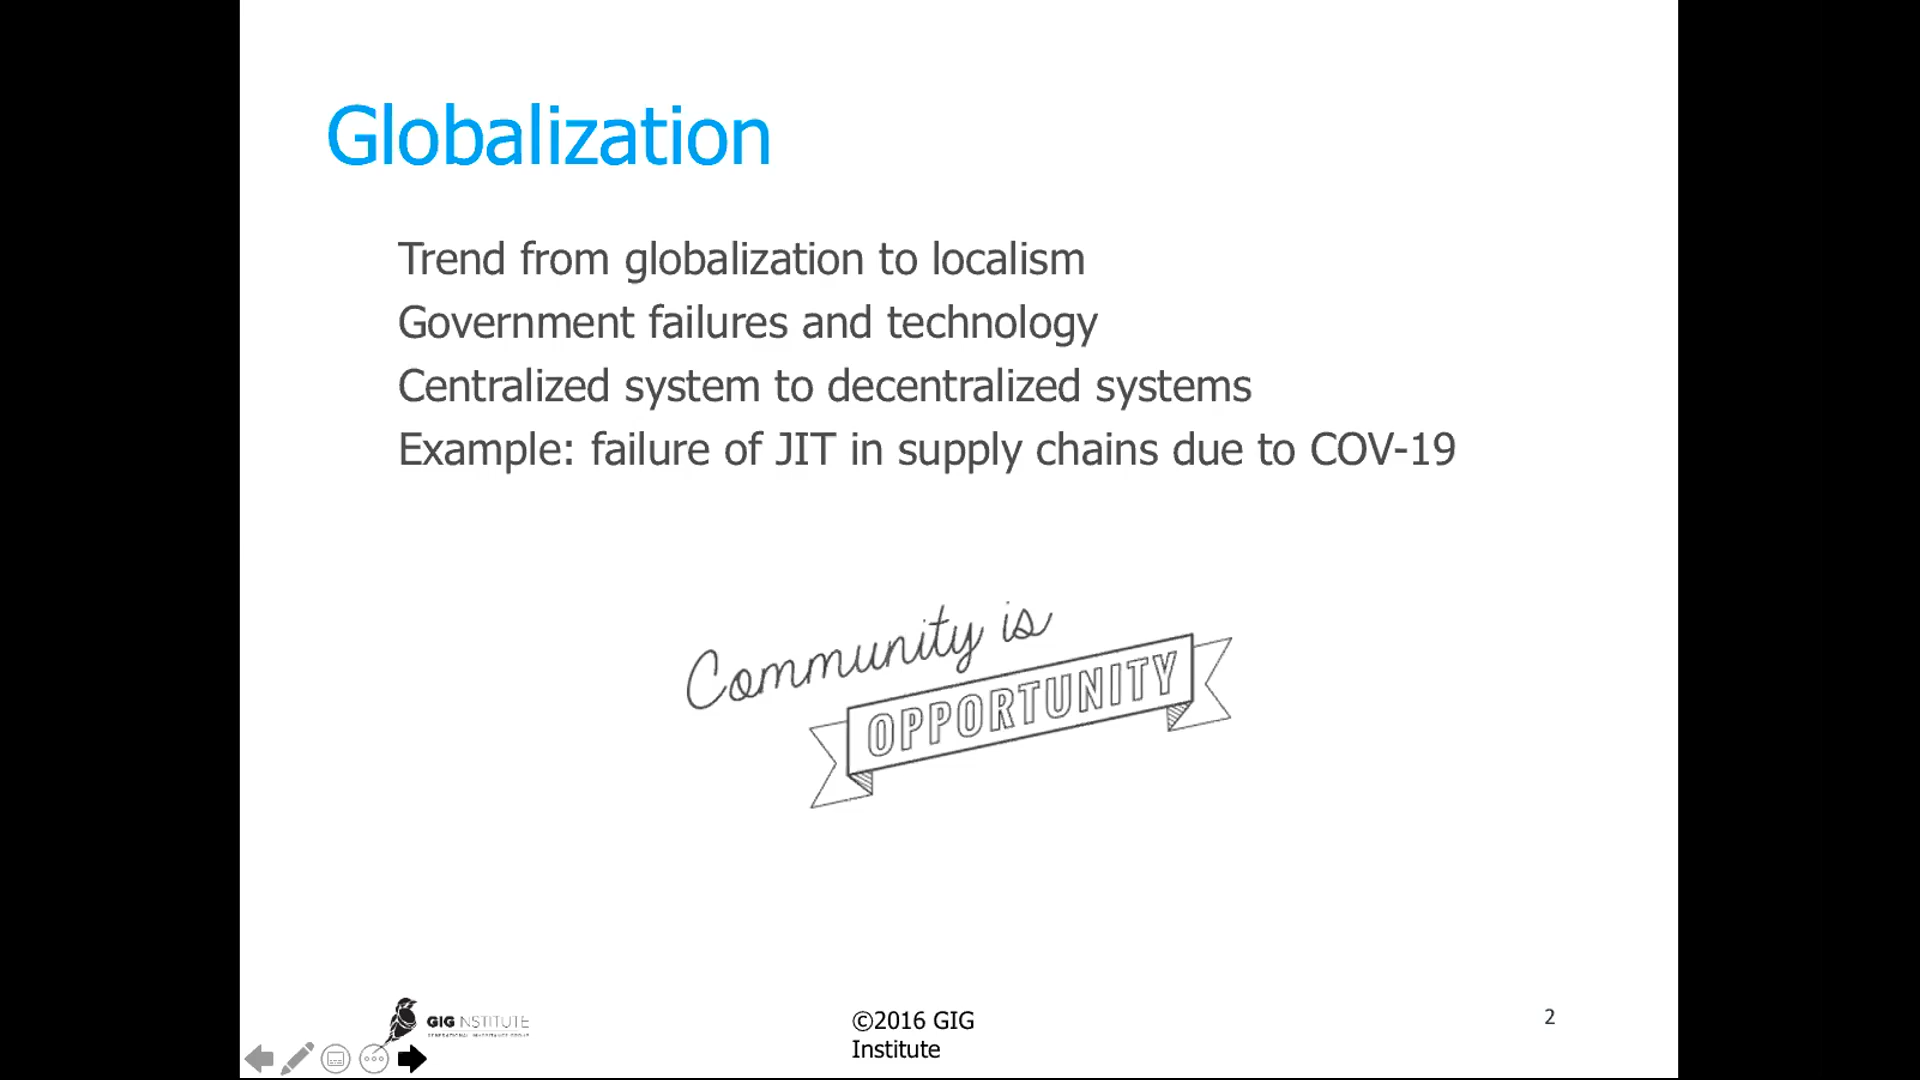 Globalization
Trend from globalization to localism
Government failures and technology
Centralized system to decentralized systems
Example: failure of JIT in supply chains due to COV-19
Community is
OPPORTUNITY
GIG INSTITUTE
©2016 GIG
Institute
2